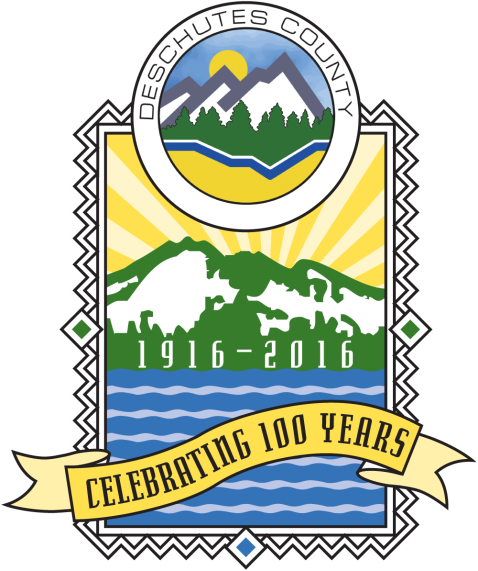 DESCHUTES COUNTY
1916-2016
CELEBRATING 100 YEARS